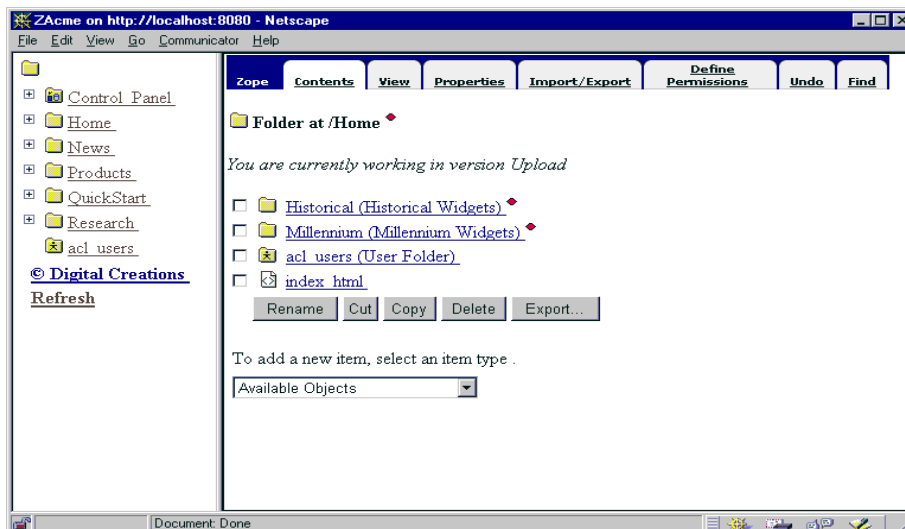 ZAcme on http://localhost:8080 - Netscape
File Edit View Go Communicator Help
Control_Panel
Home
News
Products
QuickStart
Research
acl_users
© Digital Creations
Refresh
Zope Contents View Properties Import/Export Define Permissions Undo Find
Folder at /Home
You are currently working in version Upload
Historical (Historical Widgets)
Millennium (Millennium Widgets)
acl_users (User Folder)
index_html
Rename Cut Copy Delete Export...
To add a new item, select an item type .
Available Objects
Document: Done